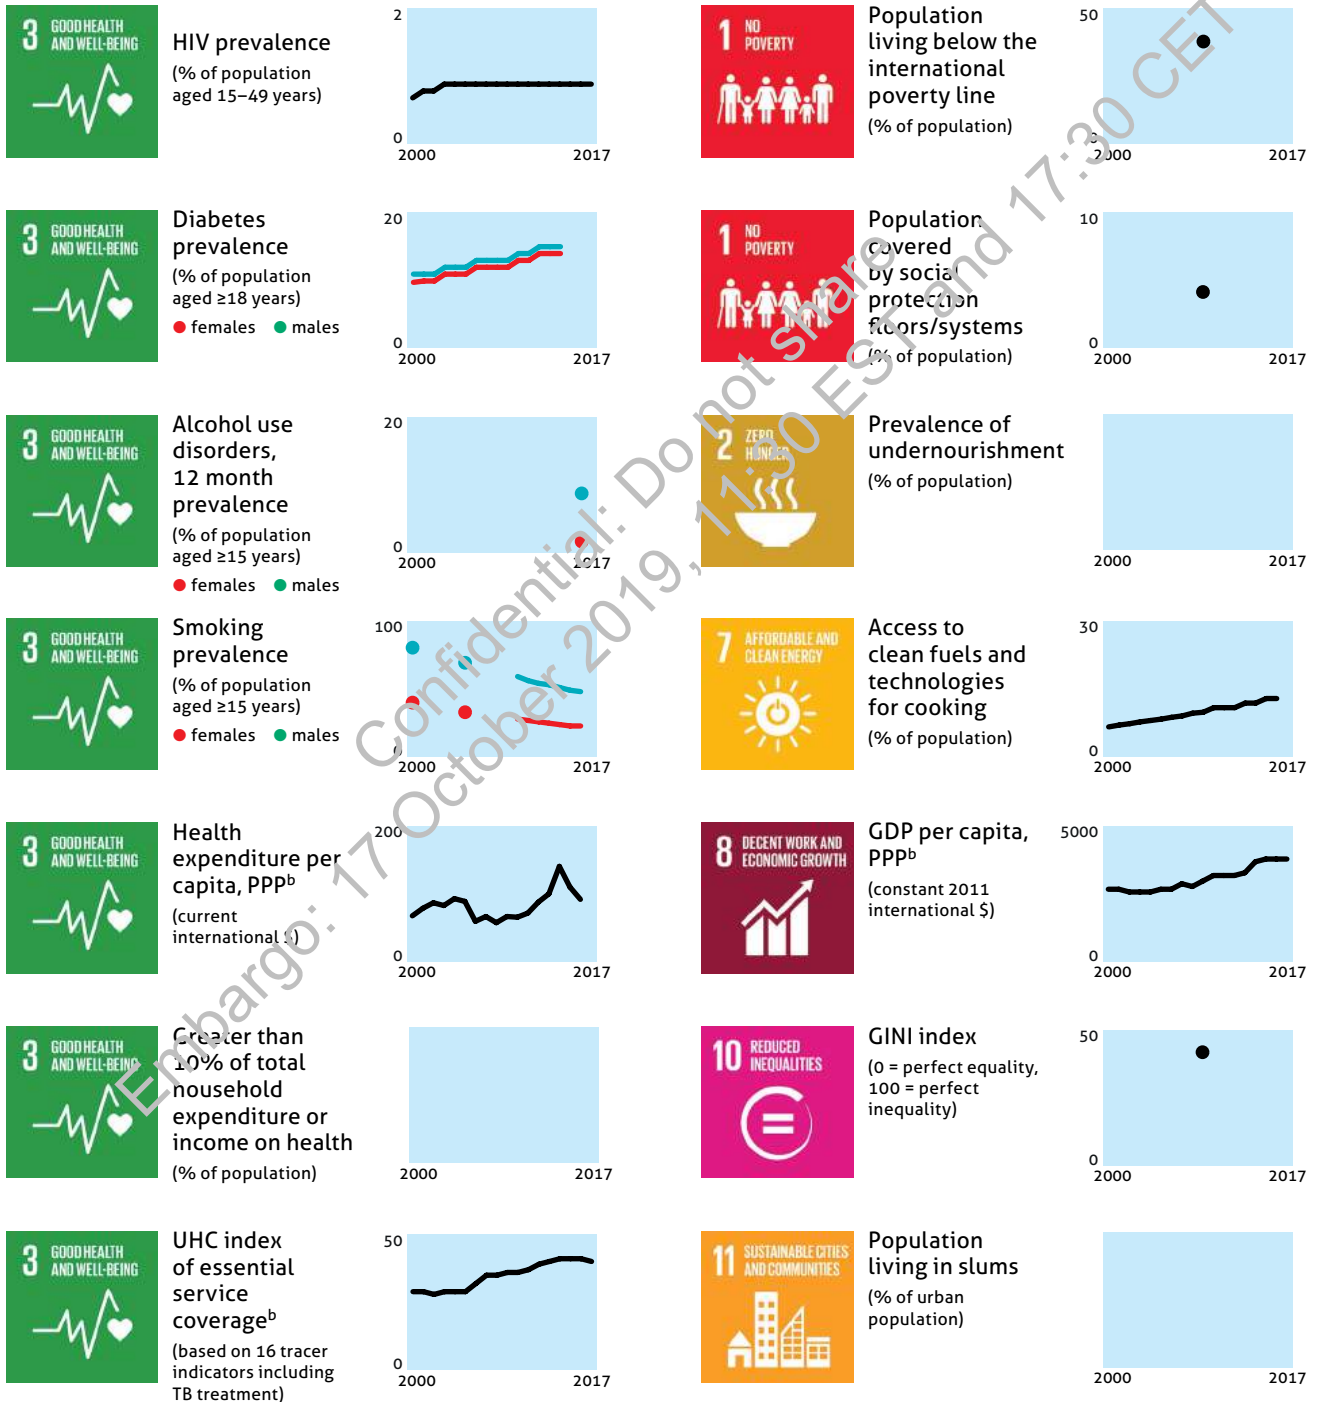 3 GOOD HEALTH
AND WELL-BEING
HIV prevalence
(% of population
aged 15–49 years)
2
0
2000
2017
1 NO
POVERTY
Population
living below the
international
poverty line
(% of population)
50
0
2000
2017
3 GOOD HEALTH
AND WELL-BEING
Diabetes
prevalence
(% of population
aged ≥18 years)
females
males
20
0
2000
2017
1 NO
POVERTY
Population
covered
by social
protection
floors/systems
(% of population)
10
0
2000
2017
3 GOOD HEALTH
AND WELL-BEING
Alcohol use
disorders,
12 month
prevalence
(% of population
aged ≥15 years)
females
males
20
0
2000
2017
2 ZERO
HUNGER
Prevalence of
undernourishment
(% of population)
3 GOOD HEALTH
AND WELL-BEING
Smoking
prevalence
(% of population
aged ≥15 years)
females
males
100
0
2000
2017
7 AFFORDABLE AND
CLEAN ENERGY
Access to
clean fuels and
technologies
for cooking
(% of population)
30
0
2000
2017
3 GOOD HEALTH
AND WELL-BEING
Health
expenditure per
capita, PPPᵇ
(current
international $)
200
0
2000
2017
8 DECENT WORK AND
ECONOMIC GROWTH
GDP per capita,
PPPᵇ
(constant 2011
international $)
5000
0
2000
2017
3 GOOD HEALTH
AND WELL-BEING
Greater than
10% of total
household
expenditure or
income on health
(% of population)
2000
2017
10 REDUCED
INEQUALITIES
GINI index
(0 = perfect equality,
100 = perfect
inequality)
50
0
2000
2017
3 GOOD HEALTH
AND WELL-BEING
UHC index
of essential
service
coverageᵇ
(based on 16 tracer
indicators including
TB treatment)
50
0
2000
2017
11 SUSTAINABLE CITIES
AND COMMUNITIES
Population
living in slums
(% of urban
population)
2000
2017
Confidential: Do not share
Embargo: 17 October 2019, 11:30 EST and 17:30 CET